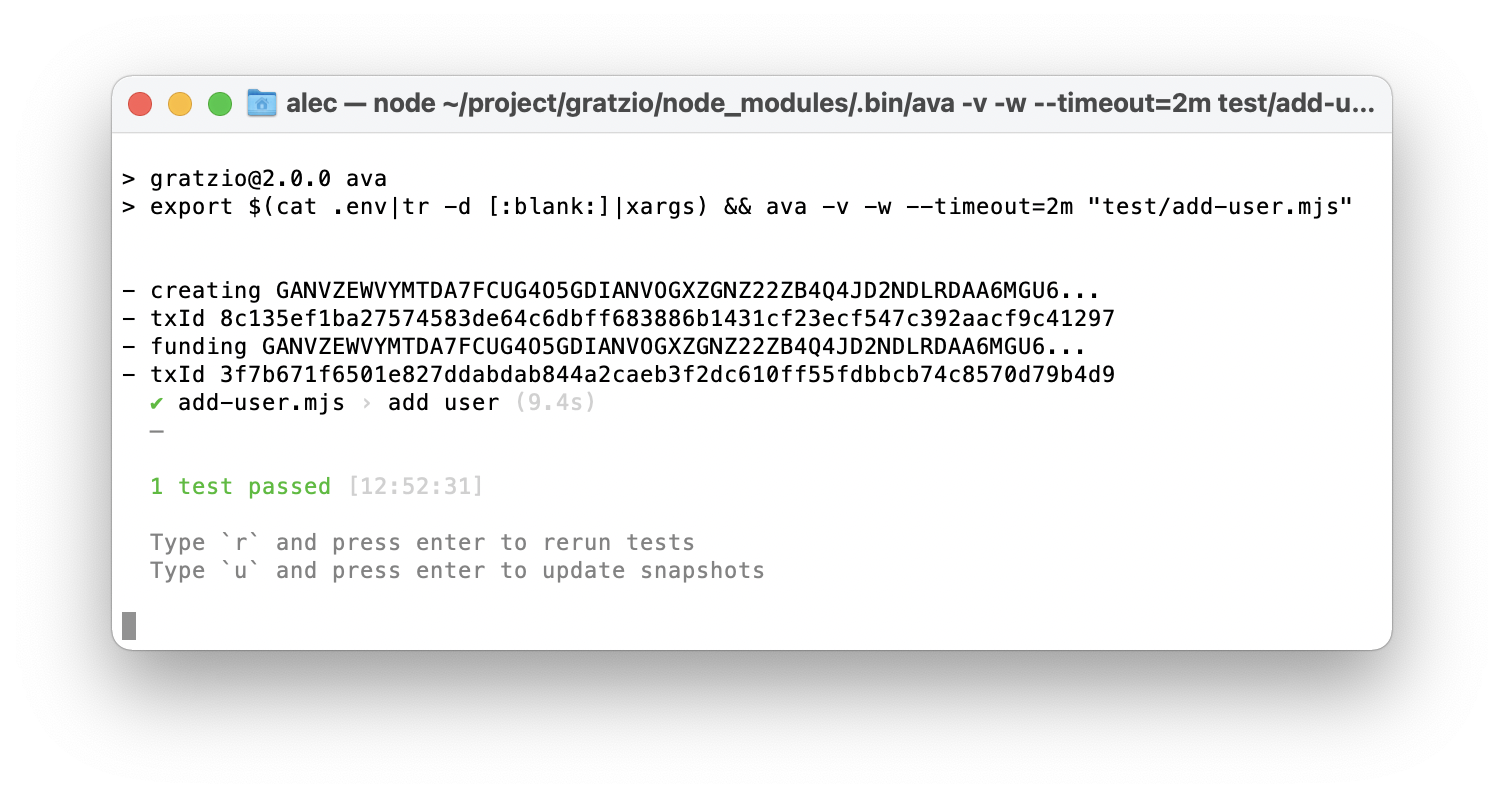 alec — node ~/project/gratzio/node_modules/.bin/ava -v -w --timeout=2m test/add-u...
> gratzio@2.0.0 ava
> export $(cat .env|tr -d [:blank:]|xargs) && ava -v -w --timeout=2m "test/add-user.mjs"
– creating GANVZEWVYMTDA7FCUG4O5GDIANVOGXZGNZ22ZB4Q4JD2NDLRDAA6MGU6...
– txId 8c135ef1ba27574583de64c6dbff683886b1431cf23ecf547c392aacf9c41297
– funding GANVZEWVYMTDA7FCUG4O5GDIANVOGXZGNZ22ZB4Q4JD2NDLRDAA6MGU6...
– txId 3f7b671f6501e827ddabdab844a2caeb3f2dc610ff55fdbbcb74c8570d79b4d9
✔ add-user.mjs › add user (9.4s)
─
1 test passed [12:52:31]
Type `r` and press enter to rerun tests
Type `u` and press enter to update snapshots